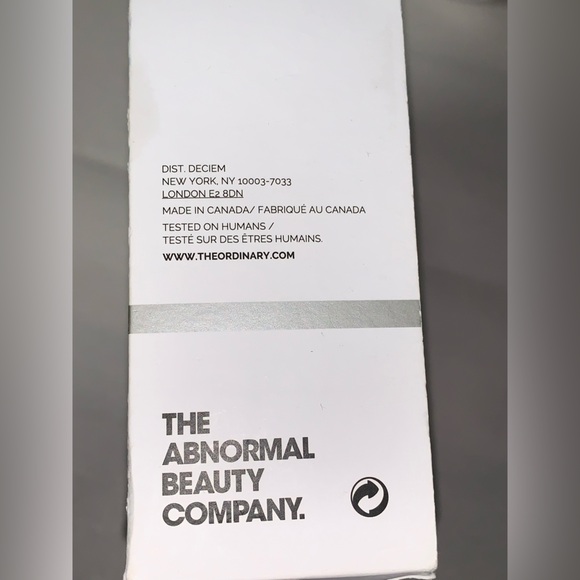 DIST. DECIEM
NEW YORK, NY 10003-7033
LONDON E2 8DN
MADE IN CANADA/ FABRIQUÉ AU CANADA
TESTED ON HUMANS /
TESTÉ SUR DES ÊTRES HUMAINS.
WWW.THEORDINARY.COM
THE
ABNORMAL
BEAUTY
COMPANY.